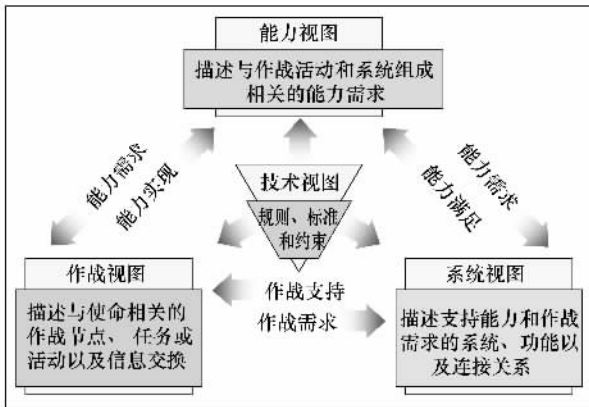 能力视图
描述与作战活动和系统组成
相关的能力需求
能力需求
能力实现
能力需求
能力满足
技术视图
规则、标准
和约束
作战视图
描述与使命相关的
作战节点、任务或
活动以及信息交换
作战支持
作战需求
系统视图
描述支持能力和作战
需求的系统、功能以
及连接关系